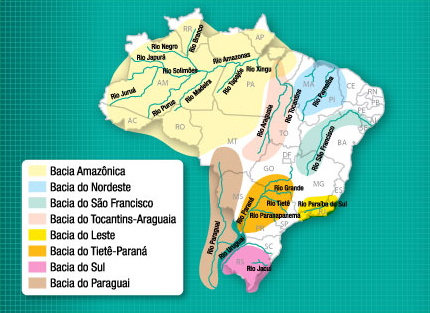 RR
AP
Rio Branco
Rio Negro
Rio Japurá
Rio Amazonas
Rio Solimões
Rio Xingu
Rio Tapajós
Rio Madeira
Rio Juruá
Rio Purus
PA
MA
CE
RN
PB
PE
PI
Rio Parnaíba
Rio Tocantins
Rio Araguaia
AC
RO
TO
BA
Rio São Francisco
MT
DF
GO
MG
ES
MS
Rio Grande
Rio Tietê
Rio Paraná
Rio Paranapanema
Rio Paraíba do Sul
PR
Rio Paraguai
Rio Uruguai
SC
RS
Rio Jacuí
Bacia Amazônica
Bacia do Nordeste
Bacia do São Francisco
Bacia do Tocantins-Araguaia
Bacia do Leste
Bacia do Tietê-Paraná
Bacia do Sul
Bacia do Paraguai